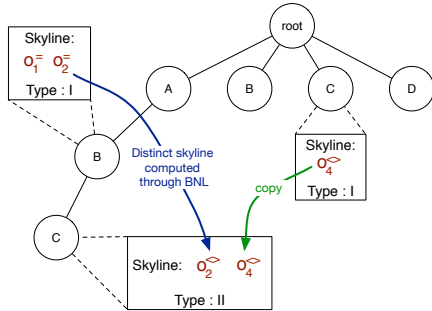 root
Skyline:
o₁⁼ o₂⁼
Type : I
A
B
C
D
B
Distinct skyline
computed
through BNL
Skyline:
o₄<>
Type : I
copy
C
Skyline: o₂<> o₄<>
Type : II